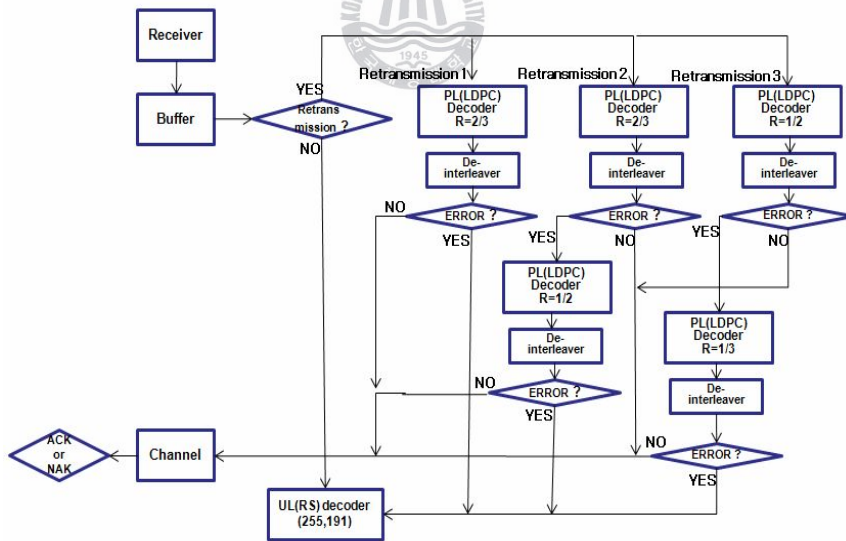 Receiver
Buffer
YES
Retrans
mission ?
NO
1945
Retransmission 1
PL(LDPC)
Decoder
R=2/3
De-
interleaver
ERROR ?
NO
YES
Retransmission 2
PL(LDPC)
Decoder
R=2/3
De-
interleaver
ERROR ?
YES
NO
PL(LDPC)
Decoder
R=1/2
De-
interleaver
ERROR ?
NO
YES
Retransmission 3
PL(LDPC)
Decoder
R=1/2
De-
interleaver
ERROR ?
YES
NO
PL(LDPC)
Decoder
R=1/3
De-
interleaver
ERROR ?
NO
YES
ACK
or
NAK
Channel
UL(RS) decoder
(255,191)